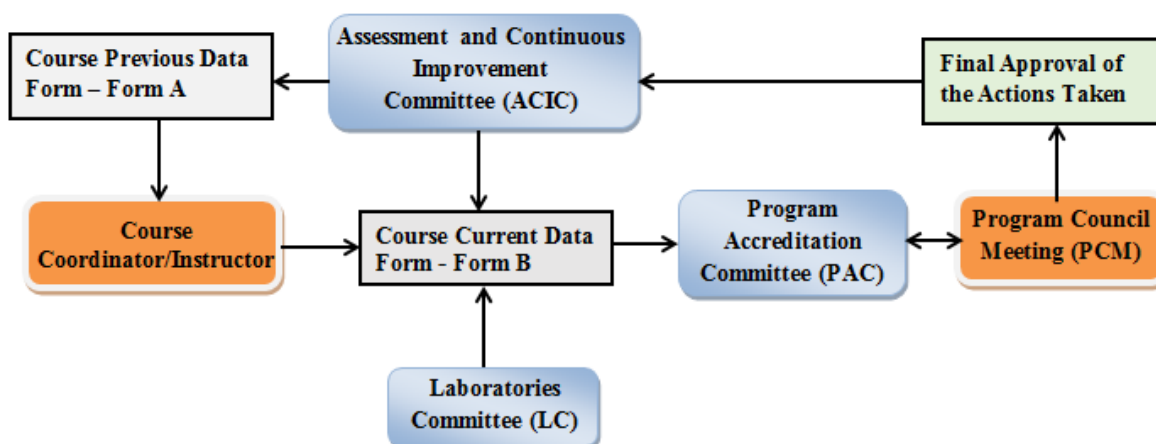 Course Previous Data
Form – Form A
Assessment and Continuous
Improvement
Committee (ACIC)
Final Approval of
the Actions Taken
Course
Coordinator/Instructor
Course Current Data
Form - Form B
Program
Accreditation
Committee (PAC)
Program Council
Meeting (PCM)
Laboratories
Committee (LC)